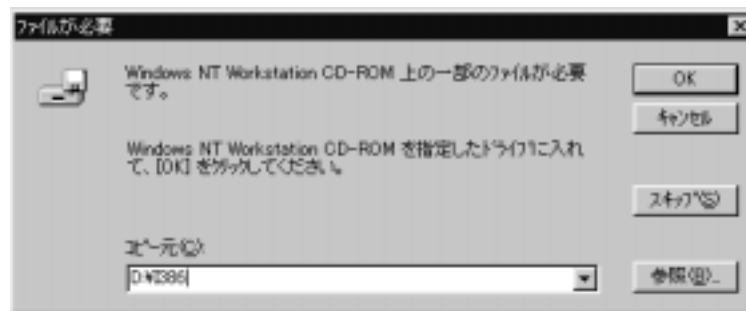 ファイルが必要
Windows NT Workstation CD-ROM 上の一部のファイルが必要
です。
OK
キャンセル
Windows NT Workstation CD-ROM を指定したドライブに入れ
て、[OK] をクリックしてください。
スキップ(S)
コピー元(C):
D:¥I386
参照(B)...